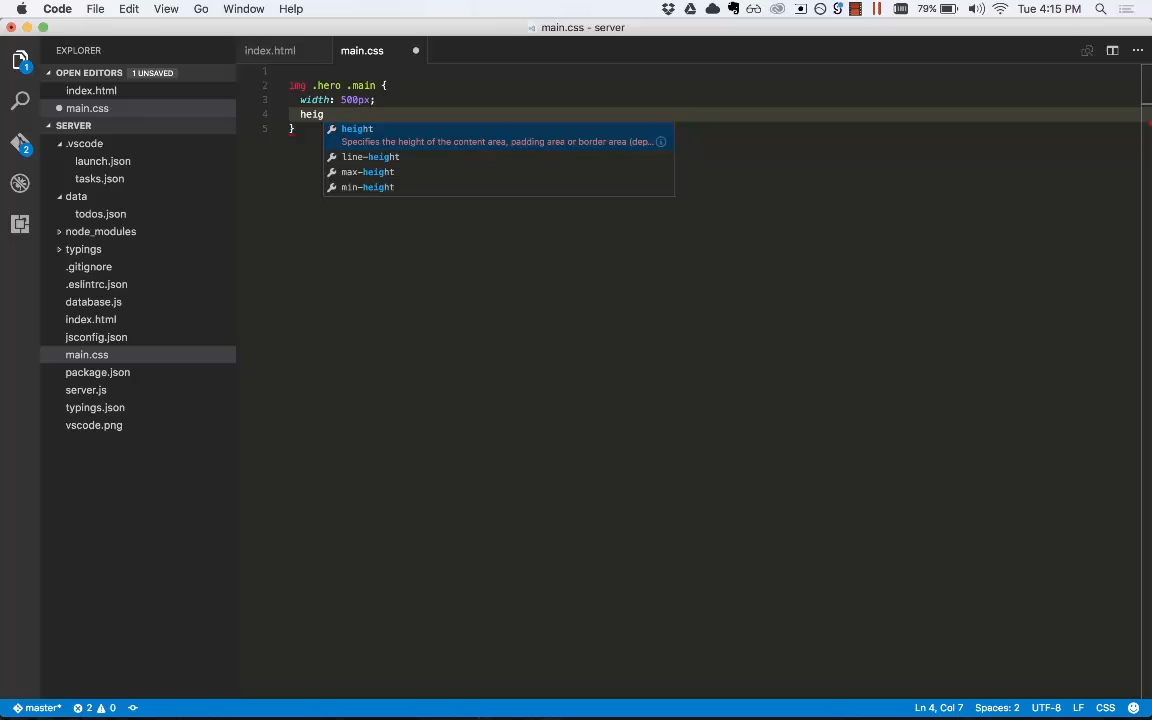 Code File Edit View Go Window Help 79% Tue 4:15 PM
main.css - server
EXPLORER
index.html main.css
OPEN EDITORS 1 UNSAVED
index.html
main.css
SERVER
.vscode
launch.json
tasks.json
data
todos.json
node_modules
typings
.gitignore
.eslintrc.json
database.js
index.html
jsconfig.json
main.css
package.json
server.js
typings.json
vscode.png
1
2
1
2 img .hero .main {
3 width: 500px;
4 heig
5 }
height
Specifies the height of the content area, padding area or border area (dep...
line-height
max-height
min-height
master* 2 0 Ln 4, Col 7 Spaces: 2 UTF-8 LF CSS